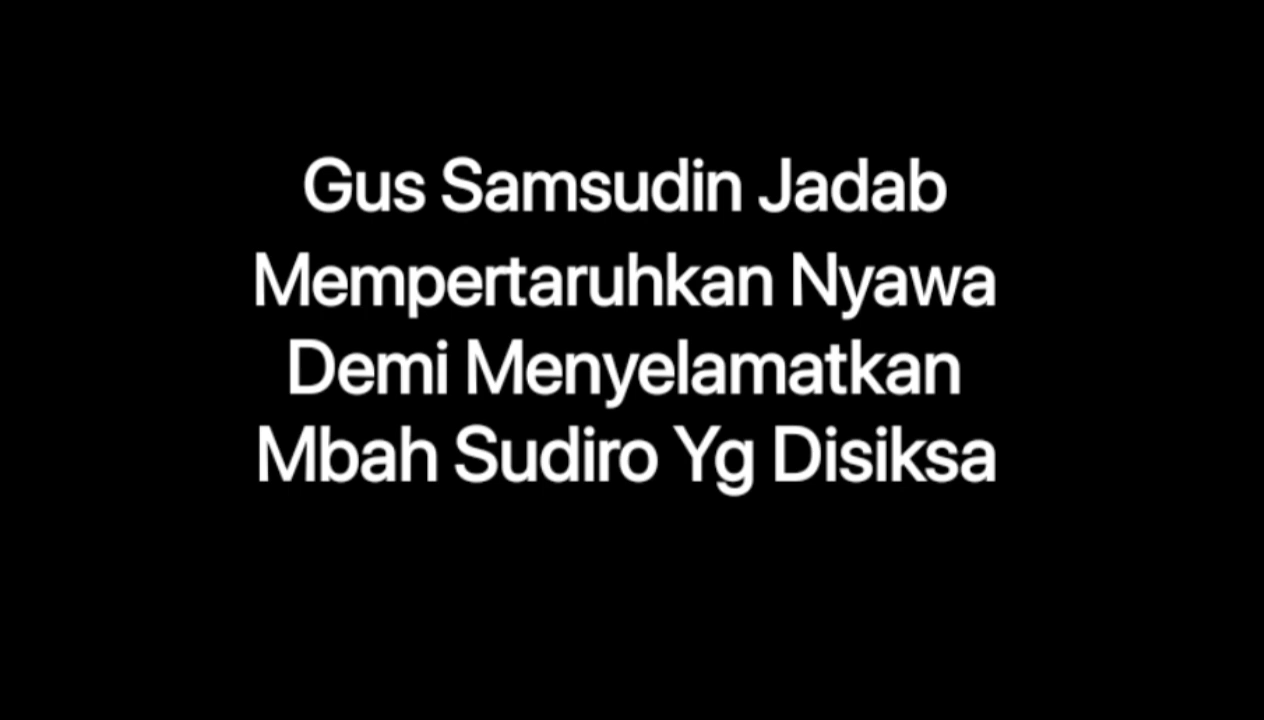 Gus Samsudin Jadab
Mempertaruhkan Nyawa
Demi Menyelamatkan
Mbah Sudiro Yg Disiksa